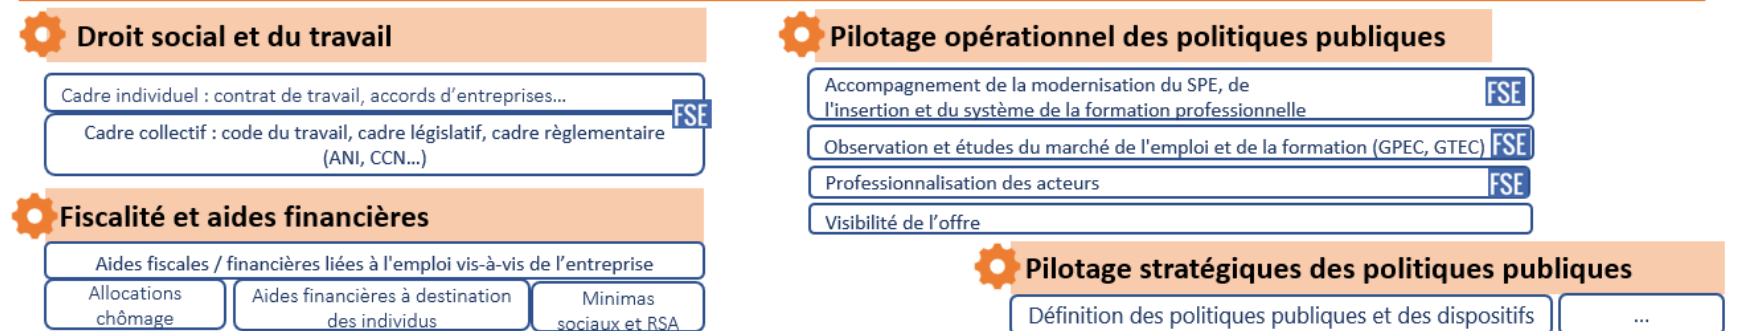 Droit social et du travail
Cadre individuel : contrat de travail, accords d'entreprises...
FSE
Cadre collectif : code du travail, cadre législatif, cadre règlementaire
(ANI, CCN...)
Fiscalité et aides financières
Aides fiscales / financières liées à l'emploi vis-à-vis de l'entreprise
Allocations
chômage
Aides financières à destination
des individus
Minimas
sociaux et RSA
Pilotage opérationnel des politiques publiques
Accompagnement de la modernisation du SPE, de
l'insertion et du système de la formation professionnelle
FSE
Observation et études du marché de l'emploi et de la formation (GPEC, GTEC)
FSE
Professionnalisation des acteurs
FSE
Visibilité de l'offre
Pilotage stratégiques des politiques publiques
Définition des politiques publiques et des dispositifs
...